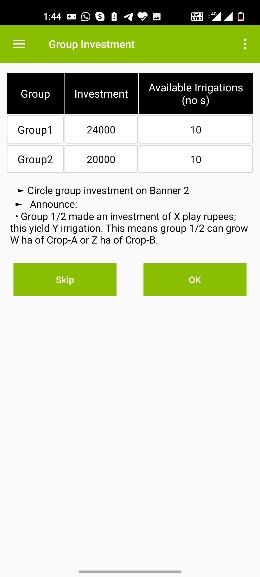 1:44
Group Investment
Group Investment Available Irrigations
(no s)
Group1 24000 10
Group2 20000 10
► Circle group investment on Banner 2
► Announce:
• Group 1/2 made an investment of X play rupees;
this yield Y irrigation. This means group 1/2 can grow
W ha of Crop-A or Z ha of Crop-B.
Skip OK